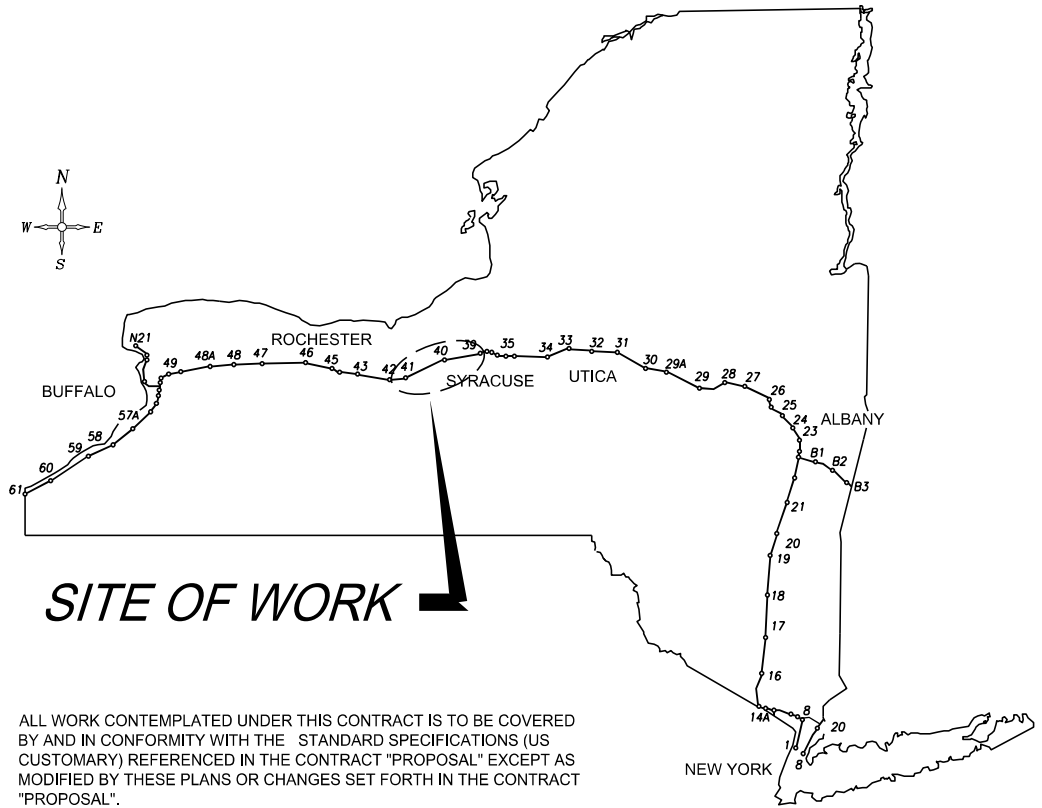 N
W E
S
N21
ROCHESTER
BUFFALO
SYRACUSE
UTICA
ALBANY
NEW YORK
61
60
59
58
57A
49
48A
48
47
46
45
43
42
41
40
39
35
34
33
32
31
30
29A
29
28
27
26
25
24
23
B1
B2
B3
21
20
19
18
17
16
14A
8
20
1
8
SITE OF WORK
ALL WORK CONTEMPLATED UNDER THIS CONTRACT IS TO BE COVERED
BY AND IN CONFORMITY WITH THE STANDARD SPECIFICATIONS (US
CUSTOMARY) REFERENCED IN THE CONTRACT "PROPOSAL" EXCEPT AS
MODIFIED BY THESE PLANS OR CHANGES SET FORTH IN THE CONTRACT
"PROPOSAL".